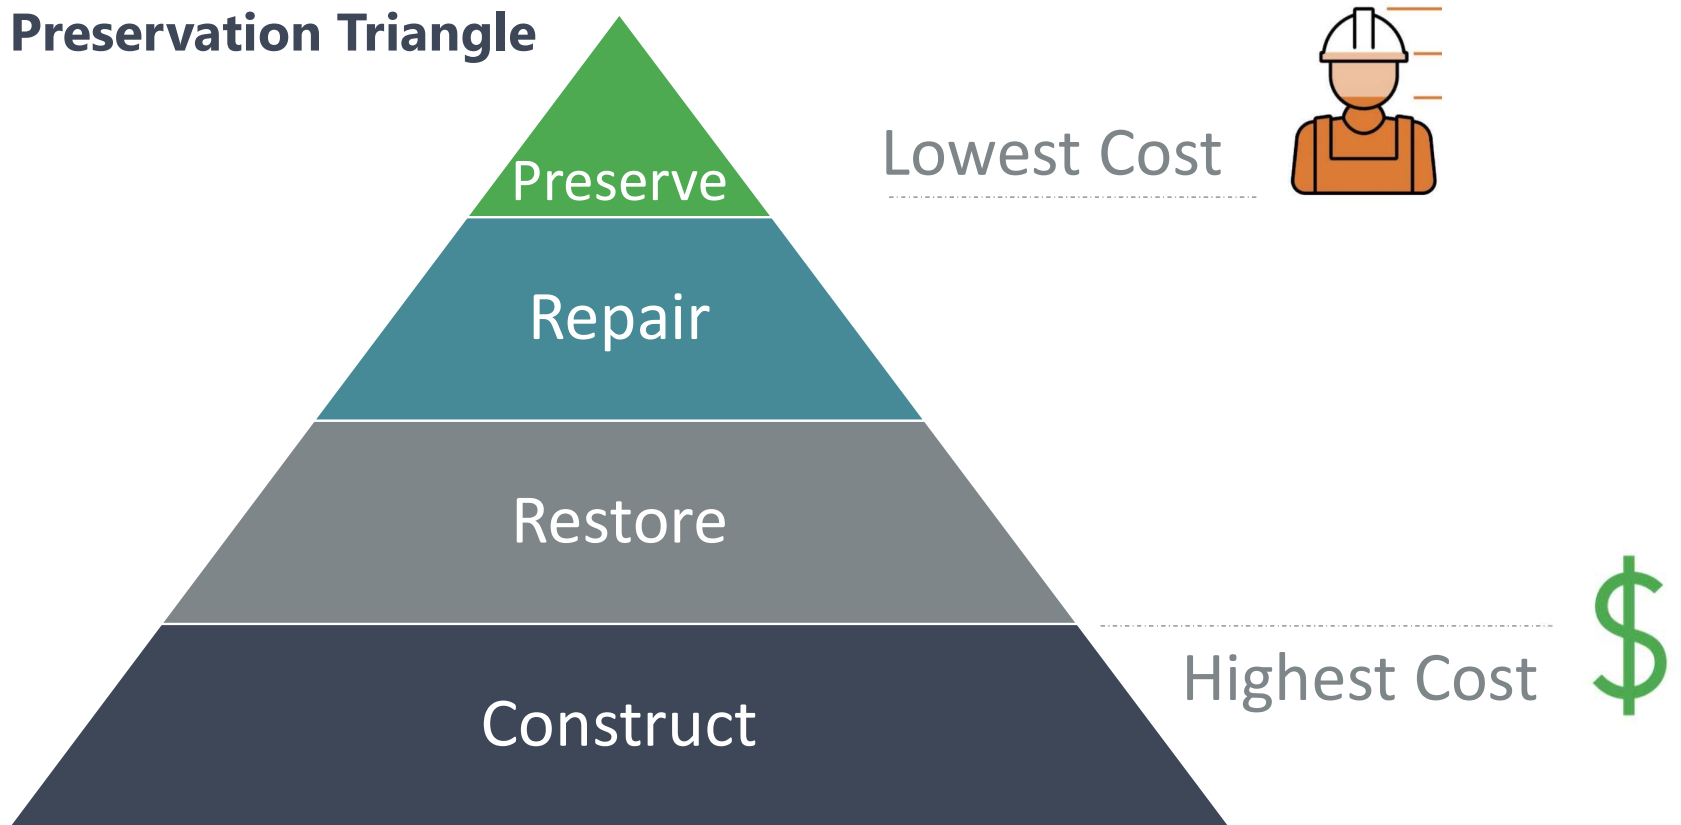 Preservation Triangle
Preserve
Lowest Cost
Repair
Restore
Highest Cost
Construct
$